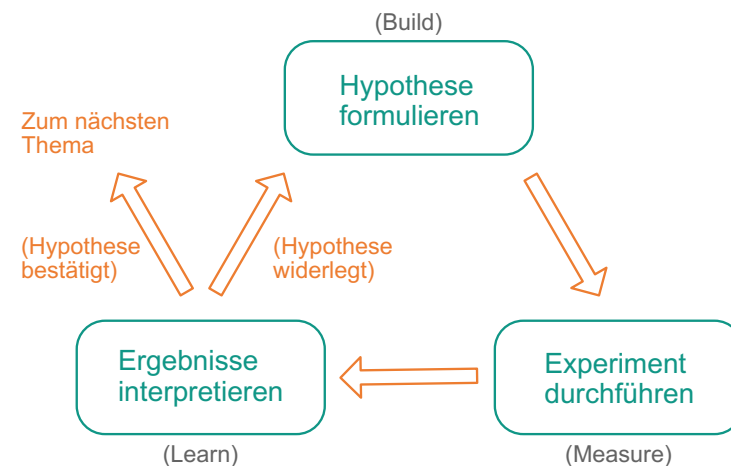 (Build)
Hypothese
formulieren
Zum nächsten
Thema
(Hypothese
bestätigt)
(Hypothese
widerlegt)
Ergebnisse
interpretieren
Experiment
durchführen
(Learn)
(Measure)